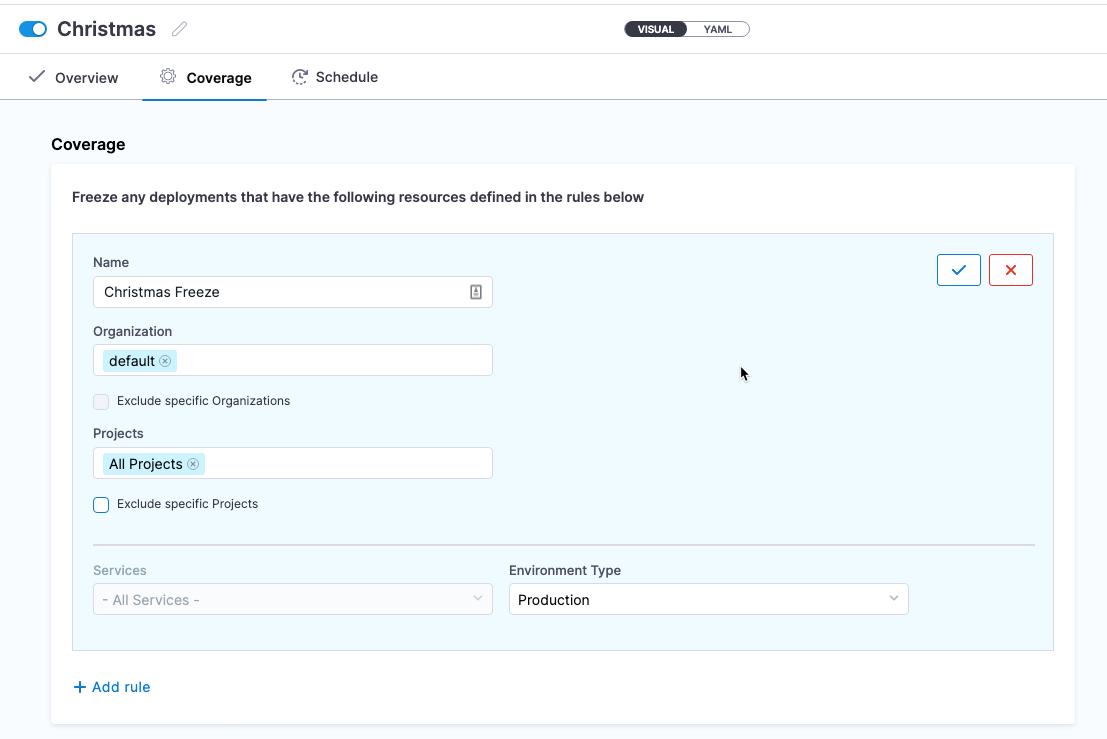 Christmas
VISUAL YAML
Overview Coverage Schedule
Coverage
Freeze any deployments that have the following resources defined in the rules below
Name
Christmas Freeze
Organization
default
Exclude specific Organizations
Projects
All Projects
Exclude specific Projects
Services Environment Type
- All Services - Production
+ Add rule